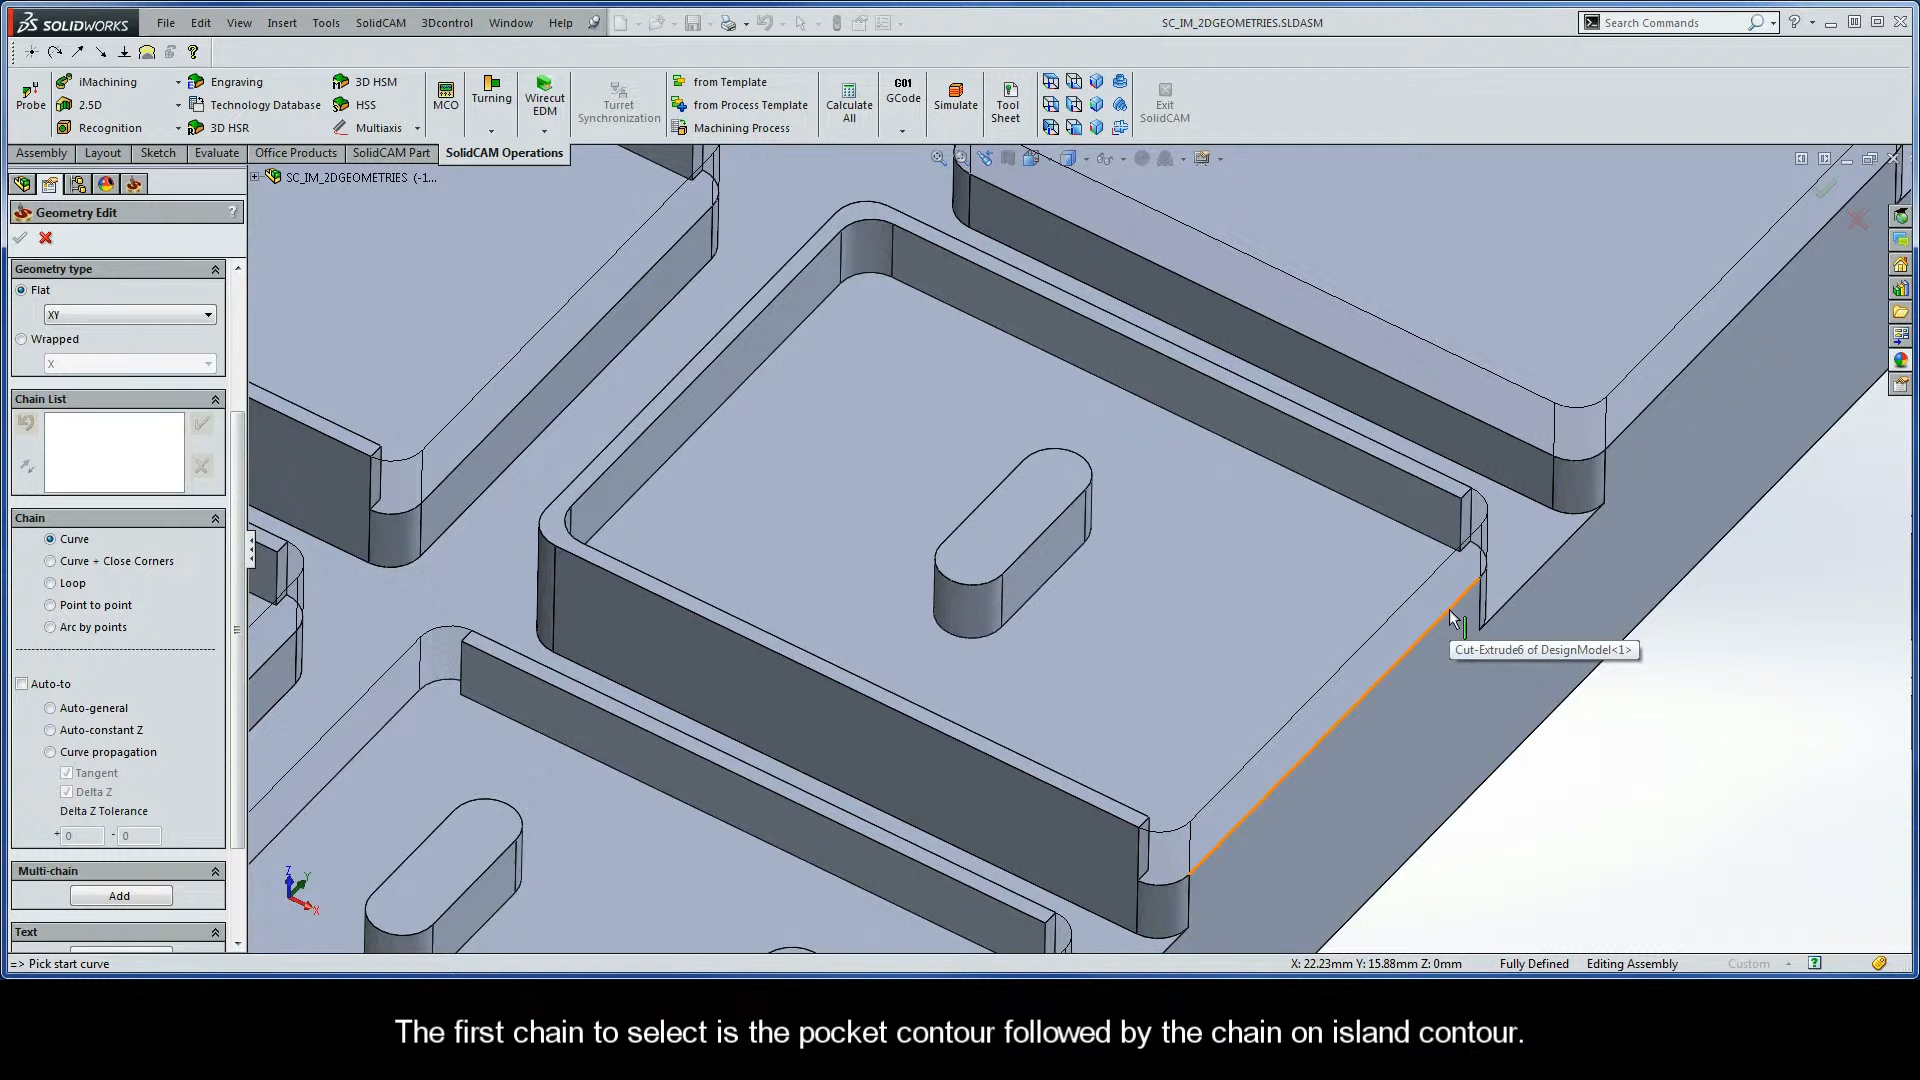 SOLIDWORKS
File Edit View Insert Tools SolidCAM 3Dcontrol Window Help
SC_IM_2DGEOMETRIES.SLDASM
Search Commands
Probe
iMachining
2.5D
Recognition
Engraving
Technology Database
3D HSR
3D HSM
HSS
Multiaxis
MCO
Turning
Wirecut EDM
Turret Synchronization
from Template
from Process Template
Machining Process
Calculate All
G01
GCode
Simulate
Tool Sheet
Exit SolidCAM
Assembly Layout Sketch Evaluate Office Products SolidCAM Part SolidCAM Operations
SC_IM_2DGEOMETRIES (-1...
Geometry Edit ?
Geometry type
Flat
XY
Wrapped
X
Chain List
Chain
Curve
Curve + Close Corners
Loop
Point to point
Arc by points
Auto-to
Auto-general
Auto-constant Z
Curve propagation
Tangent
Delta Z
Delta Z Tolerance
+ 0 - 0
Multi-chain
Add
Text
Cut-Extrude6 of DesignModel<1>
Z
Y
X
=> Pick start curve
X: 22.23mm Y: 15.88mm Z: 0mm Fully Defined Editing Assembly Custom
The first chain to select is the pocket contour followed by the chain on island contour.